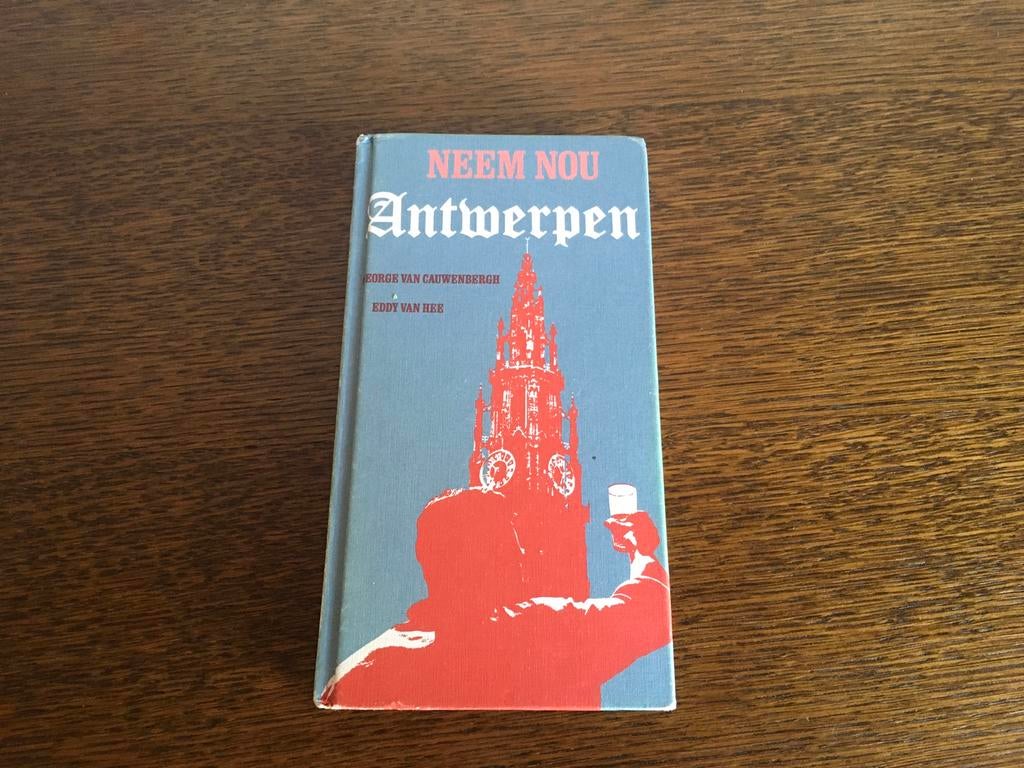 NEEM NOU
Antwerpen
EORGE VAN CAUWENBERGH
EDDY VAN HEE